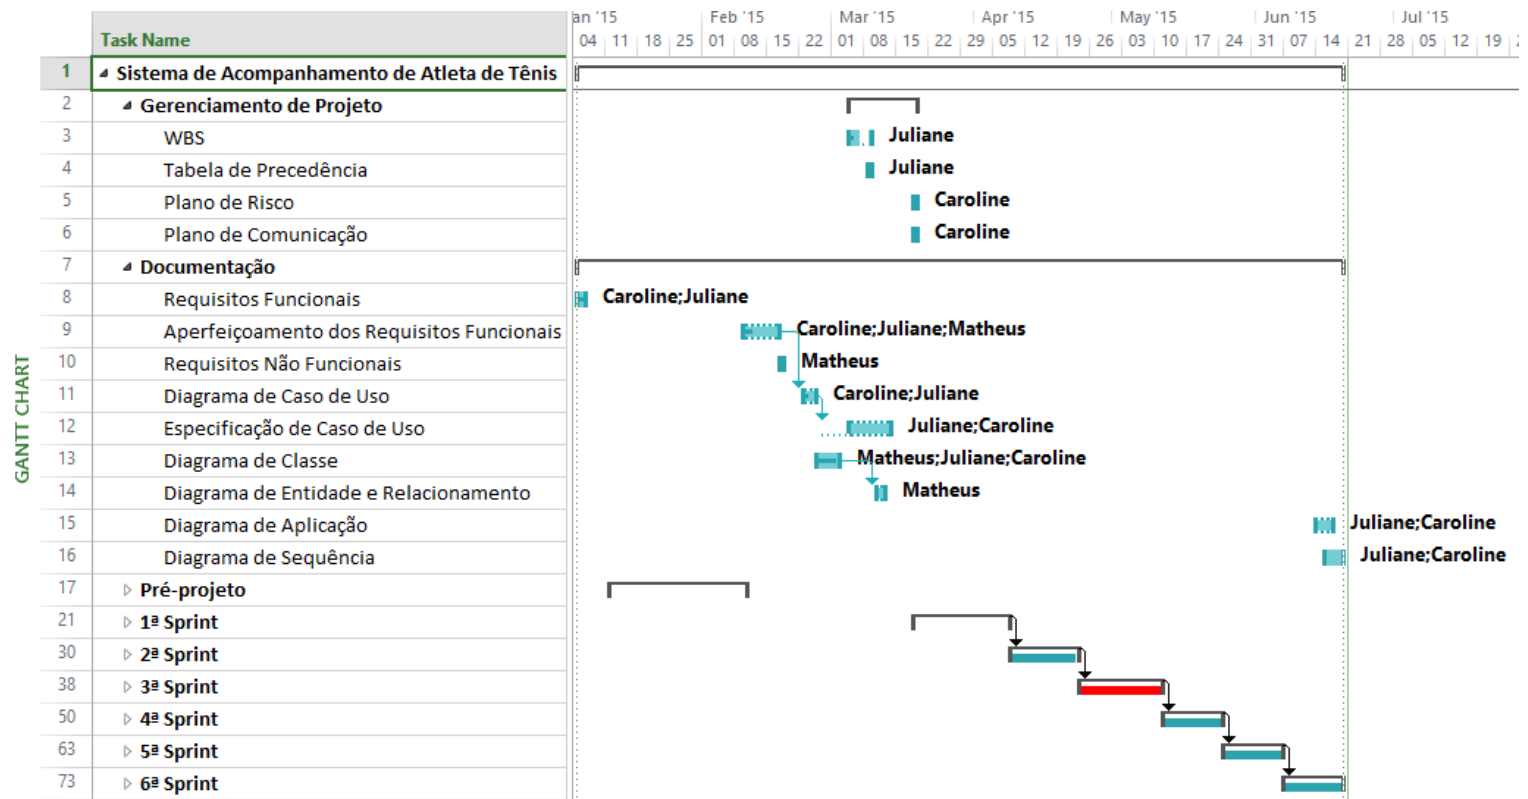 an '15 Feb '15 Mar '15 Apr '15 May '15 Jun '15 Jul '15
Task Name 04 11 18 25 01 08 15 22 01 08 15 22 29 05 12 19 26 03 10 17 24 31 07 14 21 28 05 12 19 2
1 Sistema de Acompanhamento de Atleta de Tênis
2 Gerenciamento de Projeto
3 WBS Juliane
4 Tabela de Precedência Juliane
5 Plano de Risco Caroline
6 Plano de Comunicação Caroline
7 Documentação
8 Requisitos Funcionais Caroline;Juliane
9 Aperfeiçoamento dos Requisitos Funcionais Caroline;Juliane;Matheus
10 Requisitos Não Funcionais Matheus
11 Diagrama de Caso de Uso Caroline;Juliane
12 Especificação de Caso de Uso Juliane;Caroline
13 Diagrama de Classe Matheus;Juliane;Caroline
14 Diagrama de Entidade e Relacionamento Matheus
15 Diagrama de Aplicação Juliane;Caroline
16 Diagrama de Sequência Juliane;Caroline
17 Pré-projeto
21 1ª Sprint
30 2ª Sprint
38 3ª Sprint
50 4ª Sprint
63 5ª Sprint
73 6ª Sprint
GANTT CHART